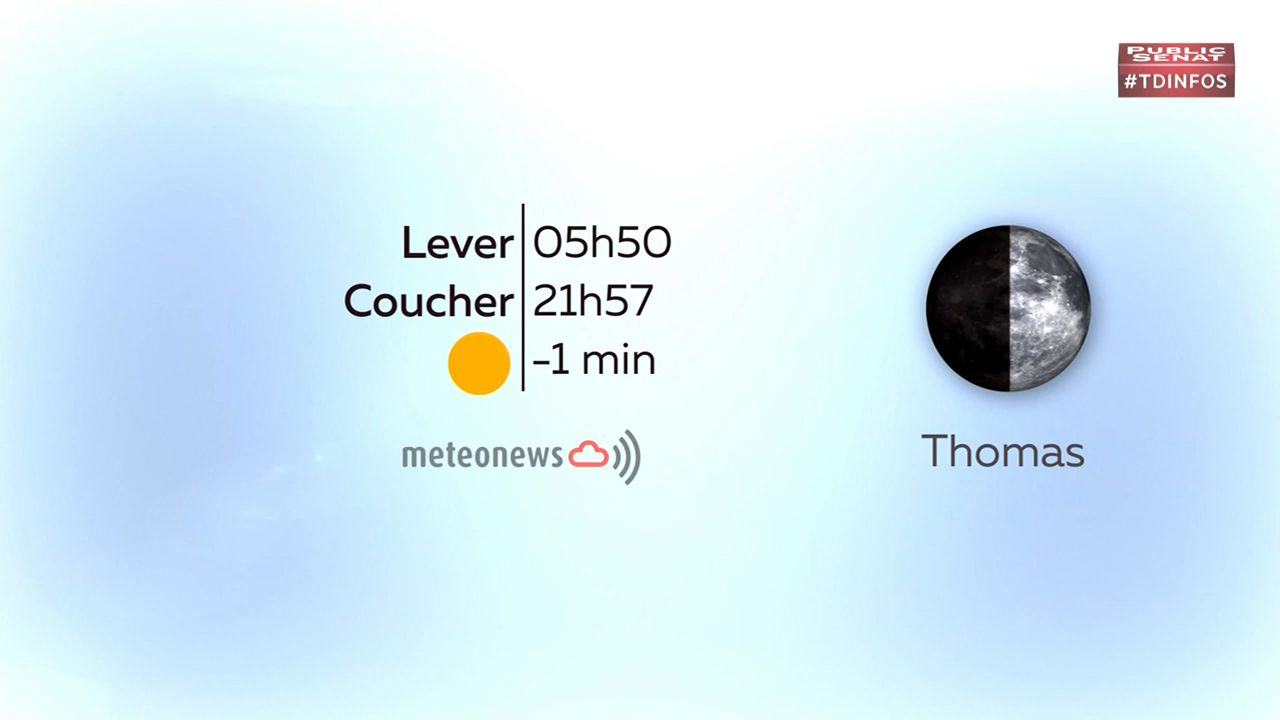 PUBLIC
SENAT
#TDINFOS
Lever 05h50
Coucher 21h57
-1 min
meteonews
Thomas